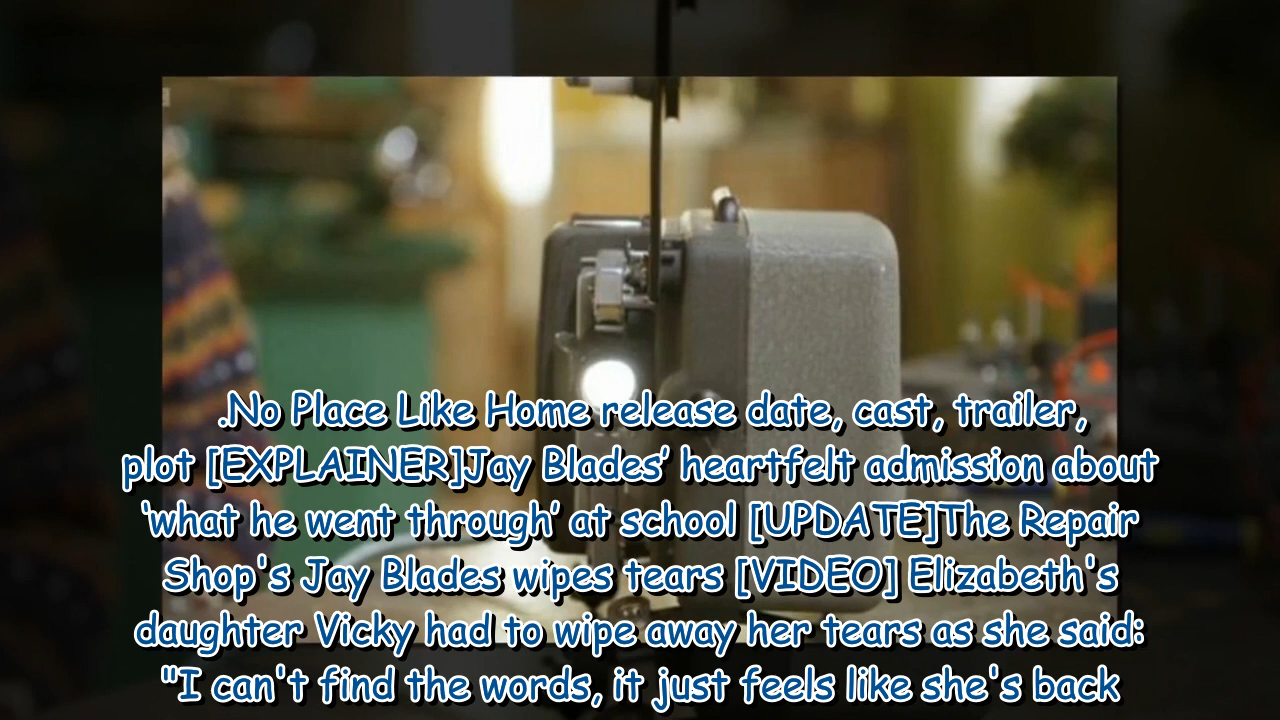 .No Place Like Home release date, cast, trailer,
plot [EXPLAINER]Jay Blades’ heartfelt admission about
‘what he went through’ at school [UPDATE]The Repair
Shop's Jay Blades wipes tears [VIDEO] Elizabeth's
daughter Vicky had to wipe away her tears as she said:
"I can't find the words, it just feels like she's back